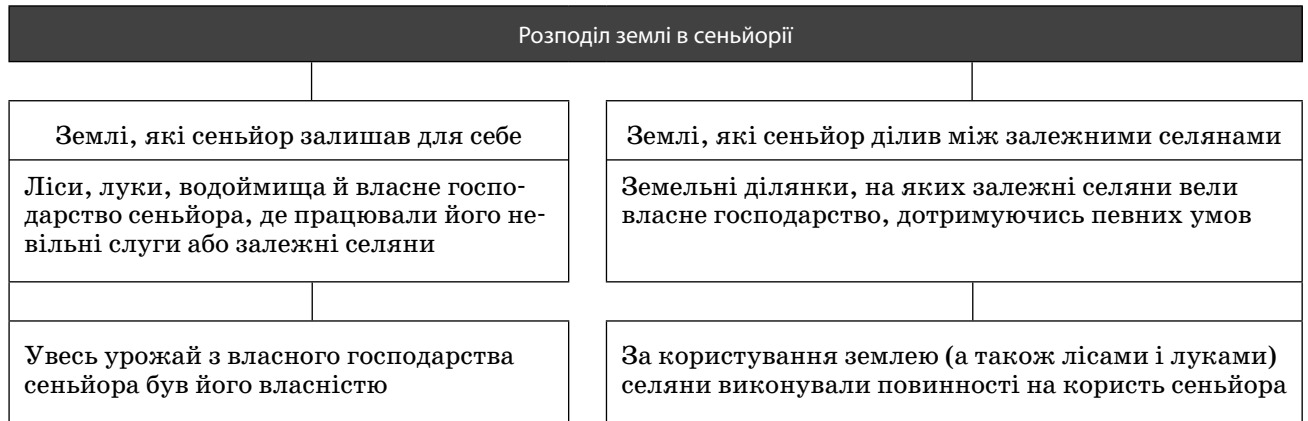 Розподіл землі в сеньйорії
Землі, які сеньйор залишав для себе
Ліси, луки, водоймища й власне госпо-
дарство сеньйора, де працювали його не-
вільні слуги або залежні селяни
Увесь урожай з власного господарства
сеньйора був його власністю
Землі, які сеньйор ділив між залежними селянами
Земельні ділянки, на яких залежні селяни вели
власне господарство, дотримуючись певних умов
За користування землею (а також лісами і луками)
селяни виконували повинності на користь сеньйора